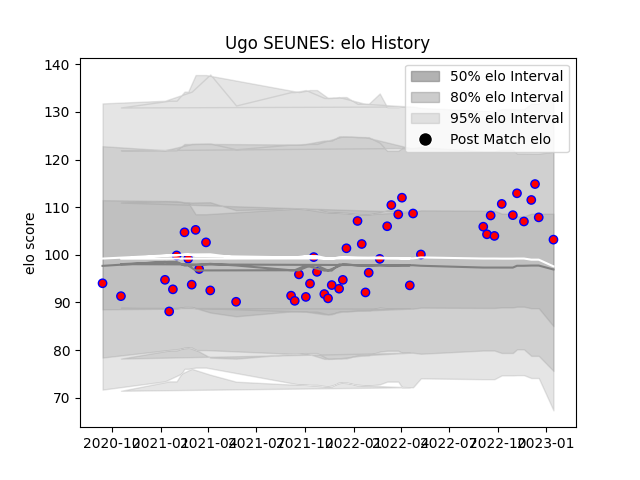 Ugo SEUNES: elo History
140
130
120
110
100
90
80
70
elo score
50% elo Interval
80% elo Interval
95% elo Interval
Post Match elo
2020-10 2021-01 2021-04 2021-07 2021-10 2022-01 2022-04 2022-07 2022-10 2023-01